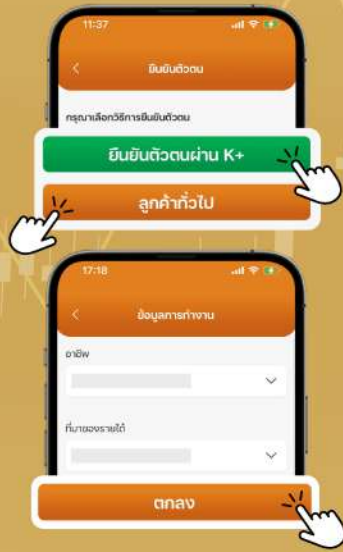 11:37
ยืนยันตัวตน
กรุณาเลือกวิธีการยืนยันตัวตน
ยืนยันตัวตนผ่าน K+
ลูกค้าทั่วไป
17:18
ข้อมูลการทำงาน
อาชีพ
ที่มาของรายได้
ตกลง